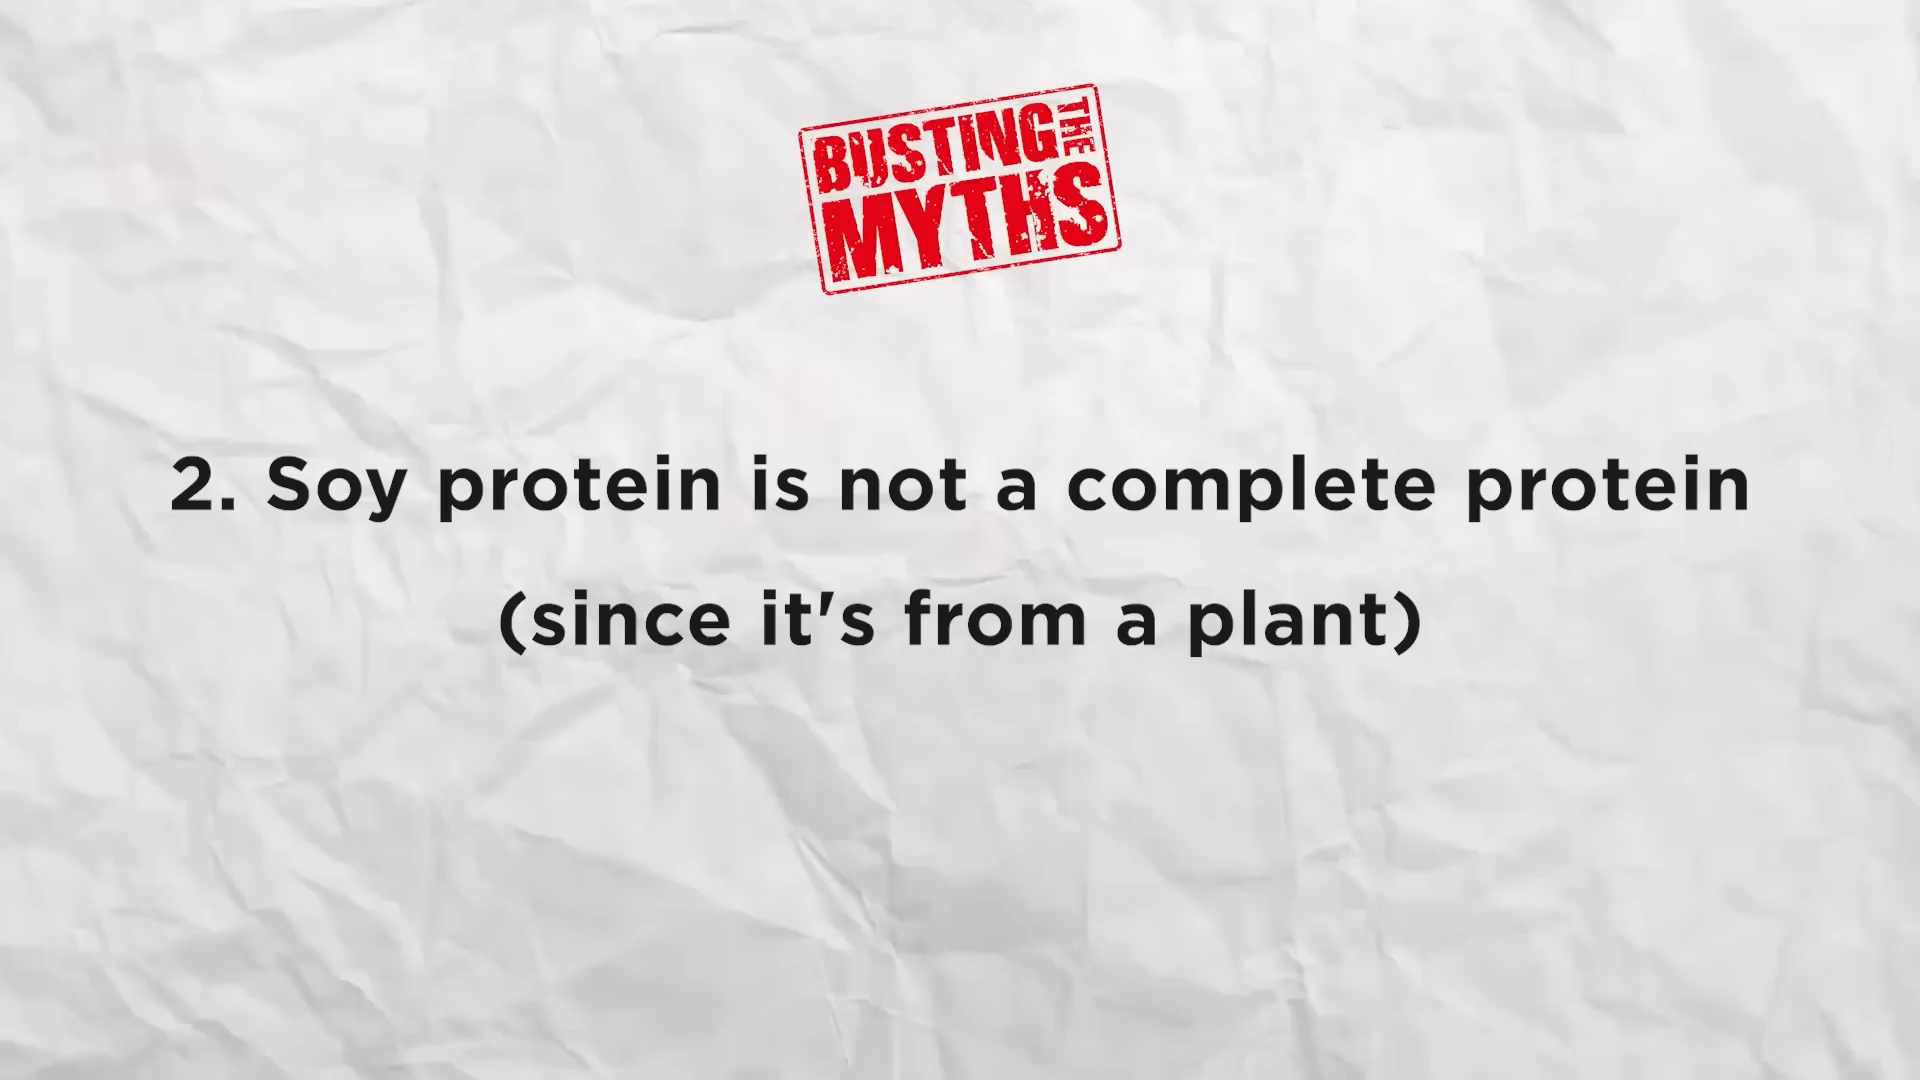 BUSTING THE
MYTHS
2. Soy protein is not a complete protein
(since it's from a plant)